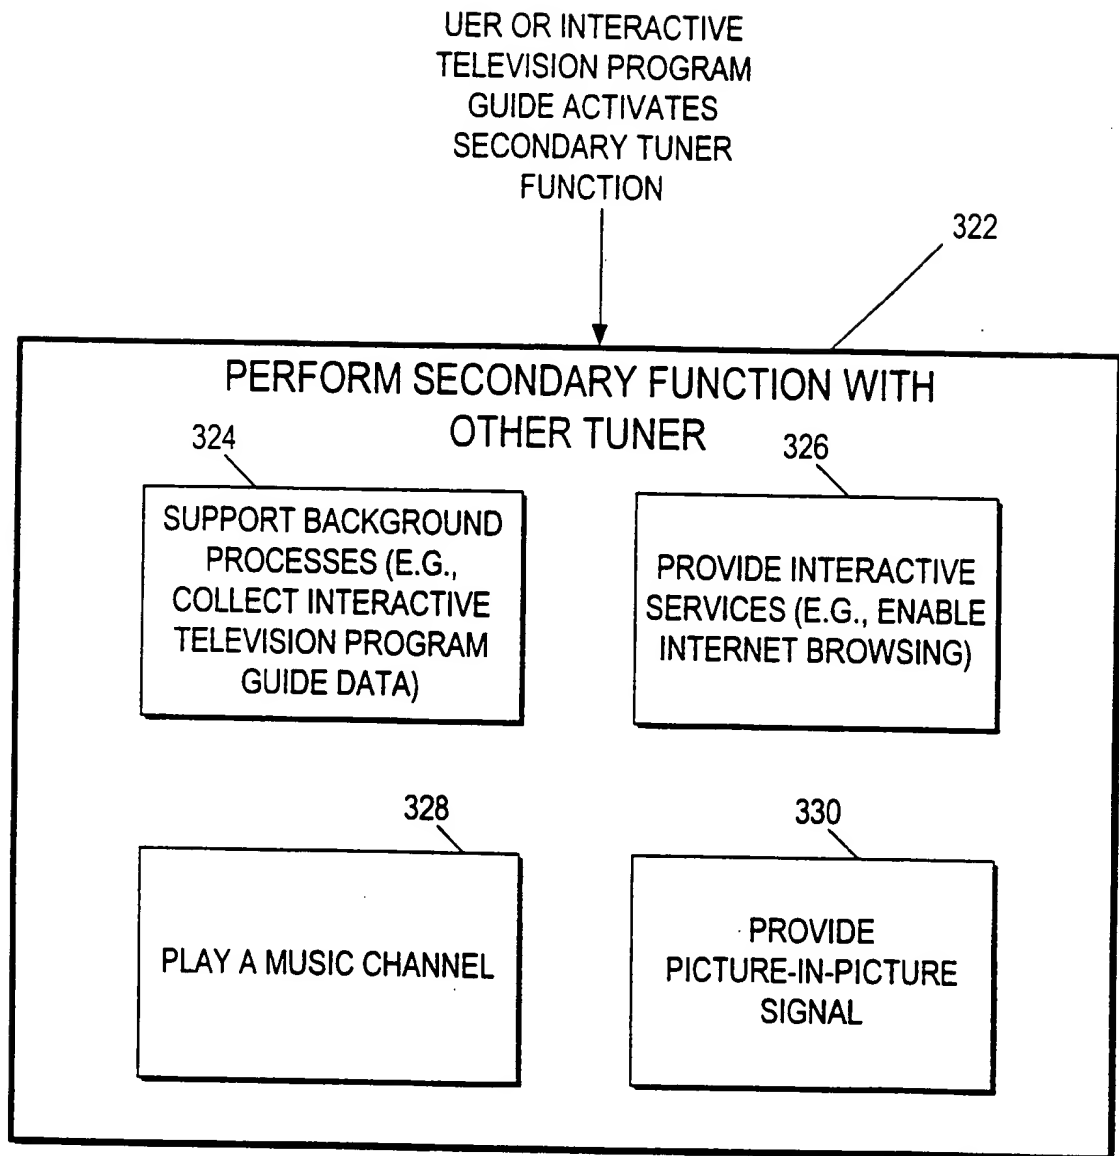 UER OR INTERACTIVE
TELEVISION PROGRAM
GUIDE ACTIVATES
SECONDARY TUNER
FUNCTION
322
PERFORM SECONDARY FUNCTION WITH
OTHER TUNER
324
SUPPORT BACKGROUND
PROCESSES (E.G.,
COLLECT INTERACTIVE
TELEVISION PROGRAM
GUIDE DATA)
326
PROVIDE INTERACTIVE
SERVICES (E.G., ENABLE
INTERNET BROWSING)
328
PLAY A MUSIC CHANNEL
330
PROVIDE
PICTURE-IN-PICTURE
SIGNAL